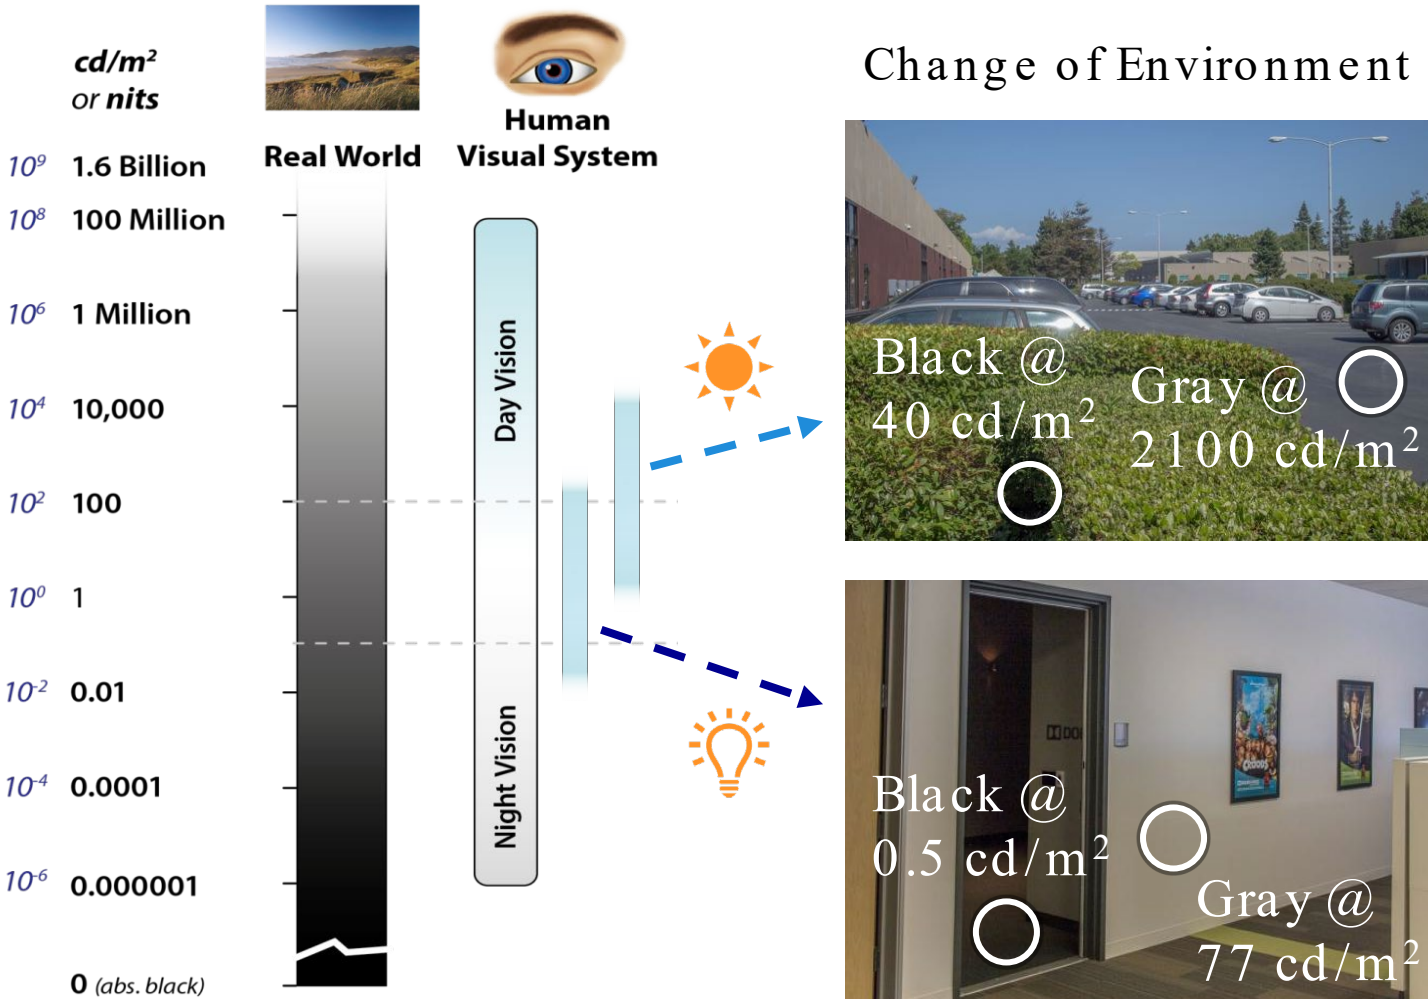 cd/m²
or nits
10⁹ 1.6 Billion
10⁸ 100 Million
10⁶ 1 Million
10⁴ 10,000
10² 100
10⁰ 1
10⁻² 0.01
10⁻⁴ 0.0001
10⁻⁶ 0.000001
0 (abs. black)
Real World
Human
Visual System
Day Vision
Night Vision
Change of Environment
Black @
40 cd/m²
Gray @
2100 cd/m²
Black @
0.5 cd/m²
Gray @
77 cd/m²
CROODS